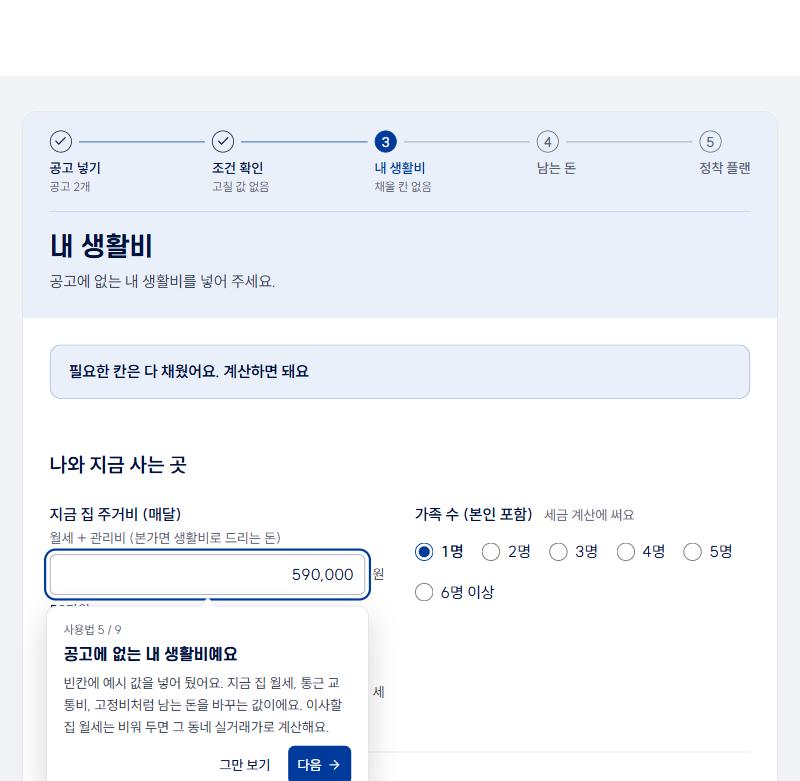 3
4
5
공고 넣기
조건 확인
내 생활비
남는 돈
정착 플랜
공고 2개
고칠 값 없음
채울 칸 없음
내 생활비
공고에 없는 내 생활비를 넣어 주세요.
필요한 칸은 다 채웠어요. 계산하면 돼요
나와 지금 사는 곳
지금 집 주거비 (매달)
월세 + 관리비 (본가면 생활비로 드리는 돈)
590,000 원
가족 수 (본인 포함) 세금 계산에 써요
1명 2명 3명 4명 5명
6명 이상
사용법 5 / 9
공고에 없는 내 생활비예요
빈칸에 예시 값을 넣어 뒀어요. 지금 집 월세, 통근 교
통비, 고정비처럼 남는 돈을 바꾸는 값이에요. 이사할
집 월세는 비워 두면 그 동네 실거래가로 계산해요.
세
그만 보기
다음 →